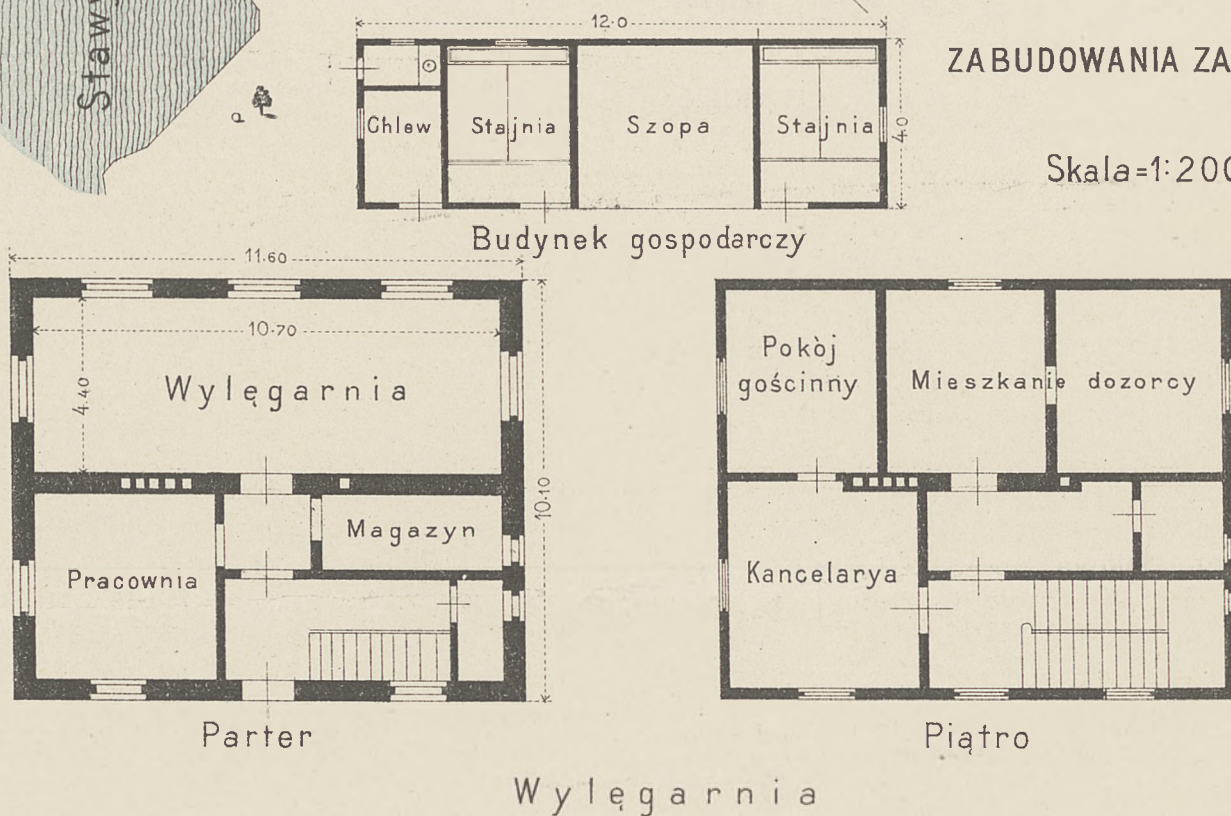 Stawy
a
12·0
ZABUDOWANIA ZA
Chlew
Stajnia
Szopa
Stajnia
4.0
Skala=1:200
Budynek gospodarczy
11.60
10·70
4.40
Wylęgarnia
10·10
Pracownia
Magazyn
Parter
Pokòj
gościnny
Mieszkanie dozorcy
Kancelarya
Piątro
Wylęgarnia